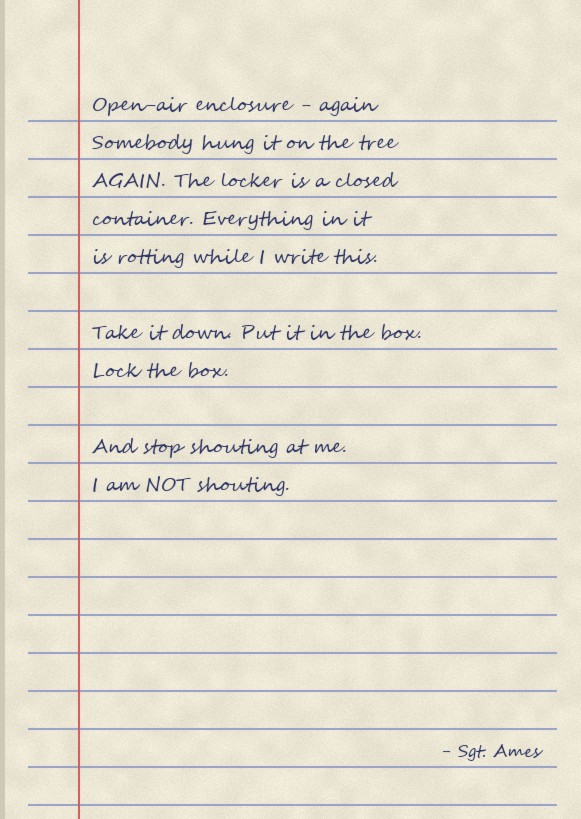 Open-air enclosure - again
Somebody hung it on the tree
AGAIN. The locker is a closed
container. Everything in it
is rotting while I write this.
Take it down. Put it in the box.
Lock the box.
And stop shouting at me.
I am NOT shouting.
- Sgt. Ames